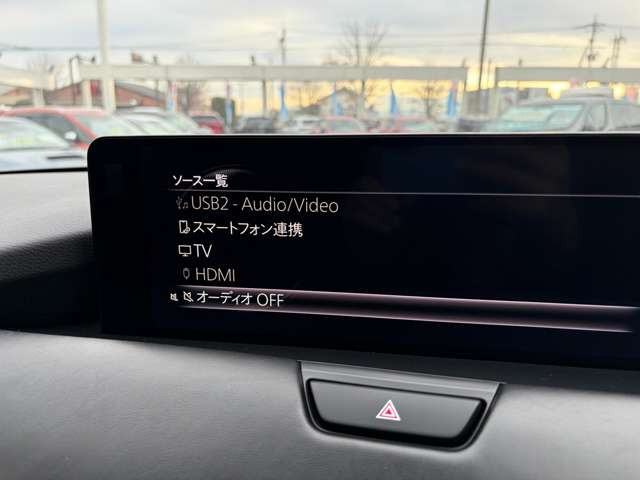 ソース一覧
USB2 - Audio/Video
スマートフォン連携
TV
HDMI
オーディオ OFF